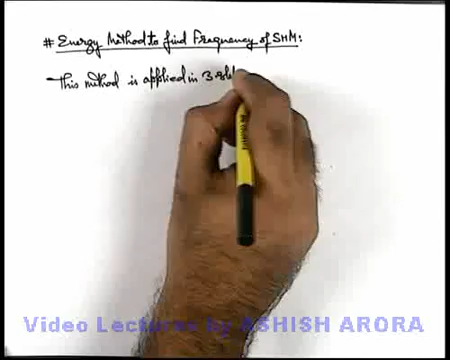 # Energy Method to find Frequency of SHM:
This method is applied in 3
Video Lectures by ASHISH ARORA